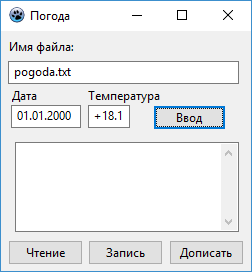 Погода
Имя файла:
pogoda.txt
Дата Температура
01.01.2000 +18.1 Ввод
Чтение Запись Дописать